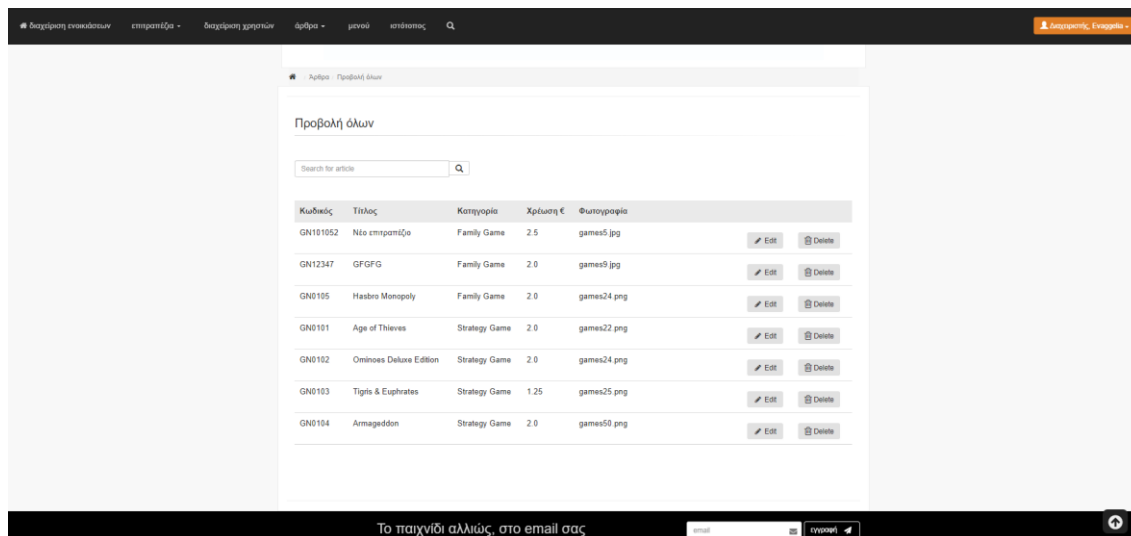 διαχείριση ενοικιάσεων επιτραπέζια διαχείριση χρηστών άρθρα μενού ιστότοπος Διαχειριστής, Evaggelia
Άρθρα / Προβολή όλων
Προβολή όλων
Search for article
Κωδικός Τίτλος Κατηγορία Χρέωση € Φωτογραφία
GN101052 Νέο επιτραπέζιο Family Game 2.5 games5.jpg Edit Delete
GN12347 GFGFG Family Game 2.0 games9.jpg Edit Delete
GN0105 Hasbro Monopoly Family Game 2.0 games24.png Edit Delete
GN0101 Age of Thieves Strategy Game 2.0 games22.png Edit Delete
GN0102 Ominoes Deluxe Edition Strategy Game 2.0 games24.png Edit Delete
GN0103 Tigris & Euphrates Strategy Game 1.25 games25.png Edit Delete
GN0104 Armageddon Strategy Game 2.0 games50.png Edit Delete
Το παιχνίδι αλλιώς, στο email σας email εγγραφή